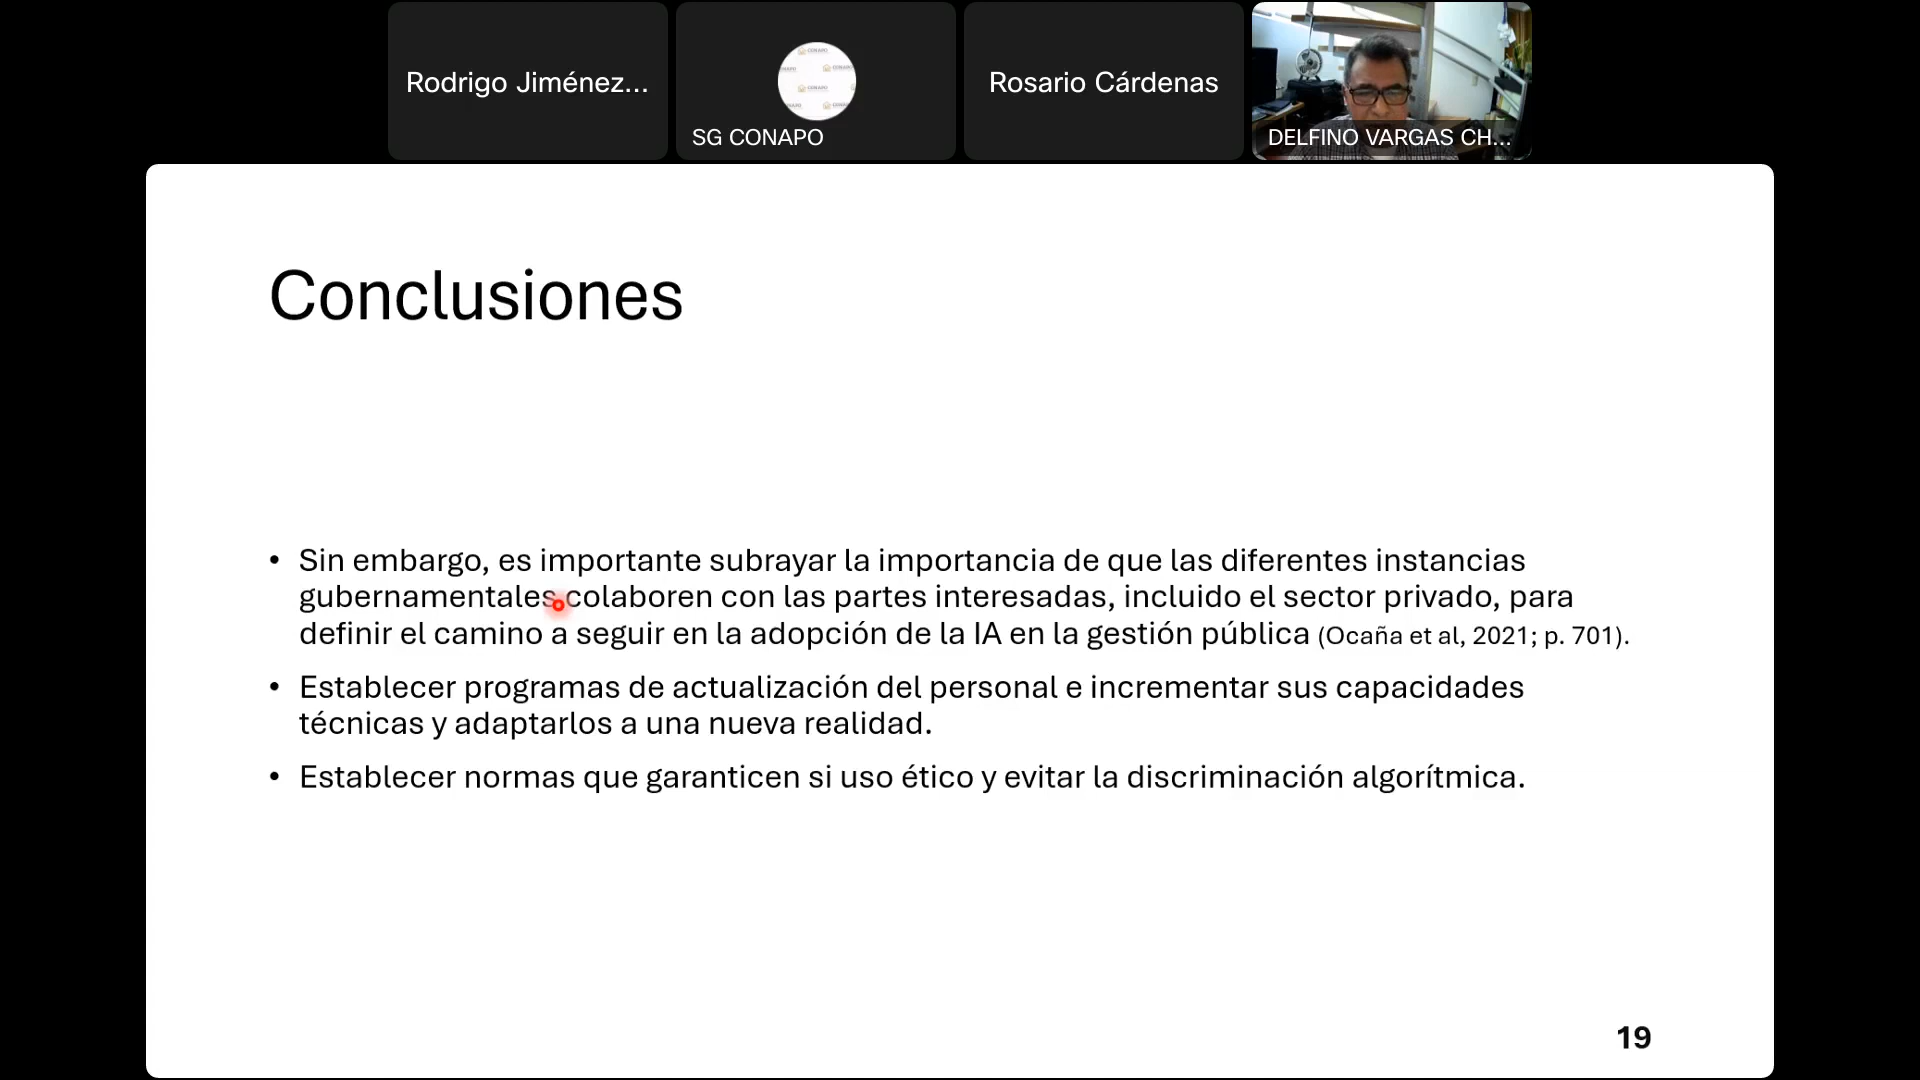 Rodrigo Jiménez...
SG CONAPO
Rosario Cárdenas
DELFINO VARGAS CH...
Conclusiones
• Sin embargo, es importante subrayar la importancia de que las diferentes instancias
gubernamentales colaboren con las partes interesadas, incluido el sector privado, para
definir el camino a seguir en la adopción de la IA en la gestión pública (Ocaña et al, 2021; p. 701).
• Establecer programas de actualización del personal e incrementar sus capacidades
técnicas y adaptarlos a una nueva realidad.
• Establecer normas que garanticen si uso ético y evitar la discriminación algorítmica.
19